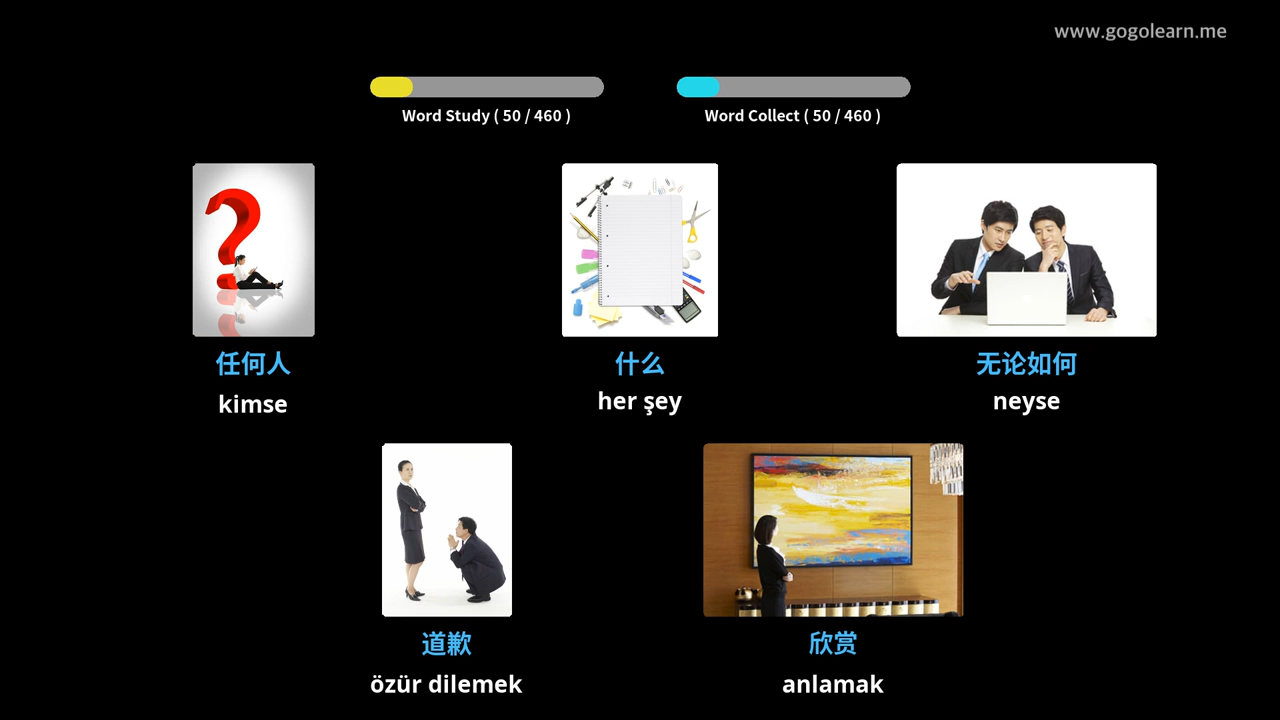 www.gogolearn.me
Word Study ( 50 / 460 )
Word Collect ( 50 / 460 )
任何人
kimse
什么
her şey
无论如何
neyse
道歉
özür dilemek
欣赏
anlamak